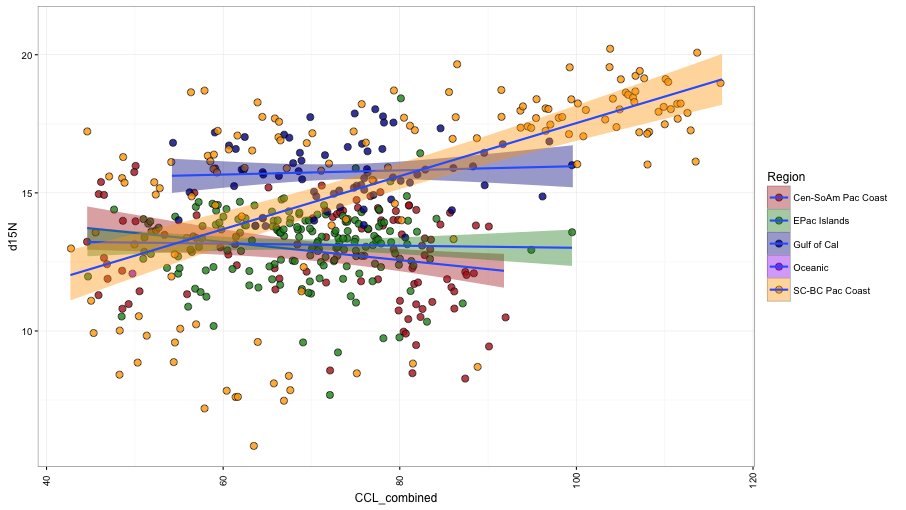 20
15
10
d15N
40
60
80
100
120
CCL_combined
Region
Cen-SoAm Pac Coast
EPac Islands
Gulf of Cal
Oceanic
SC-BC Pac Coast